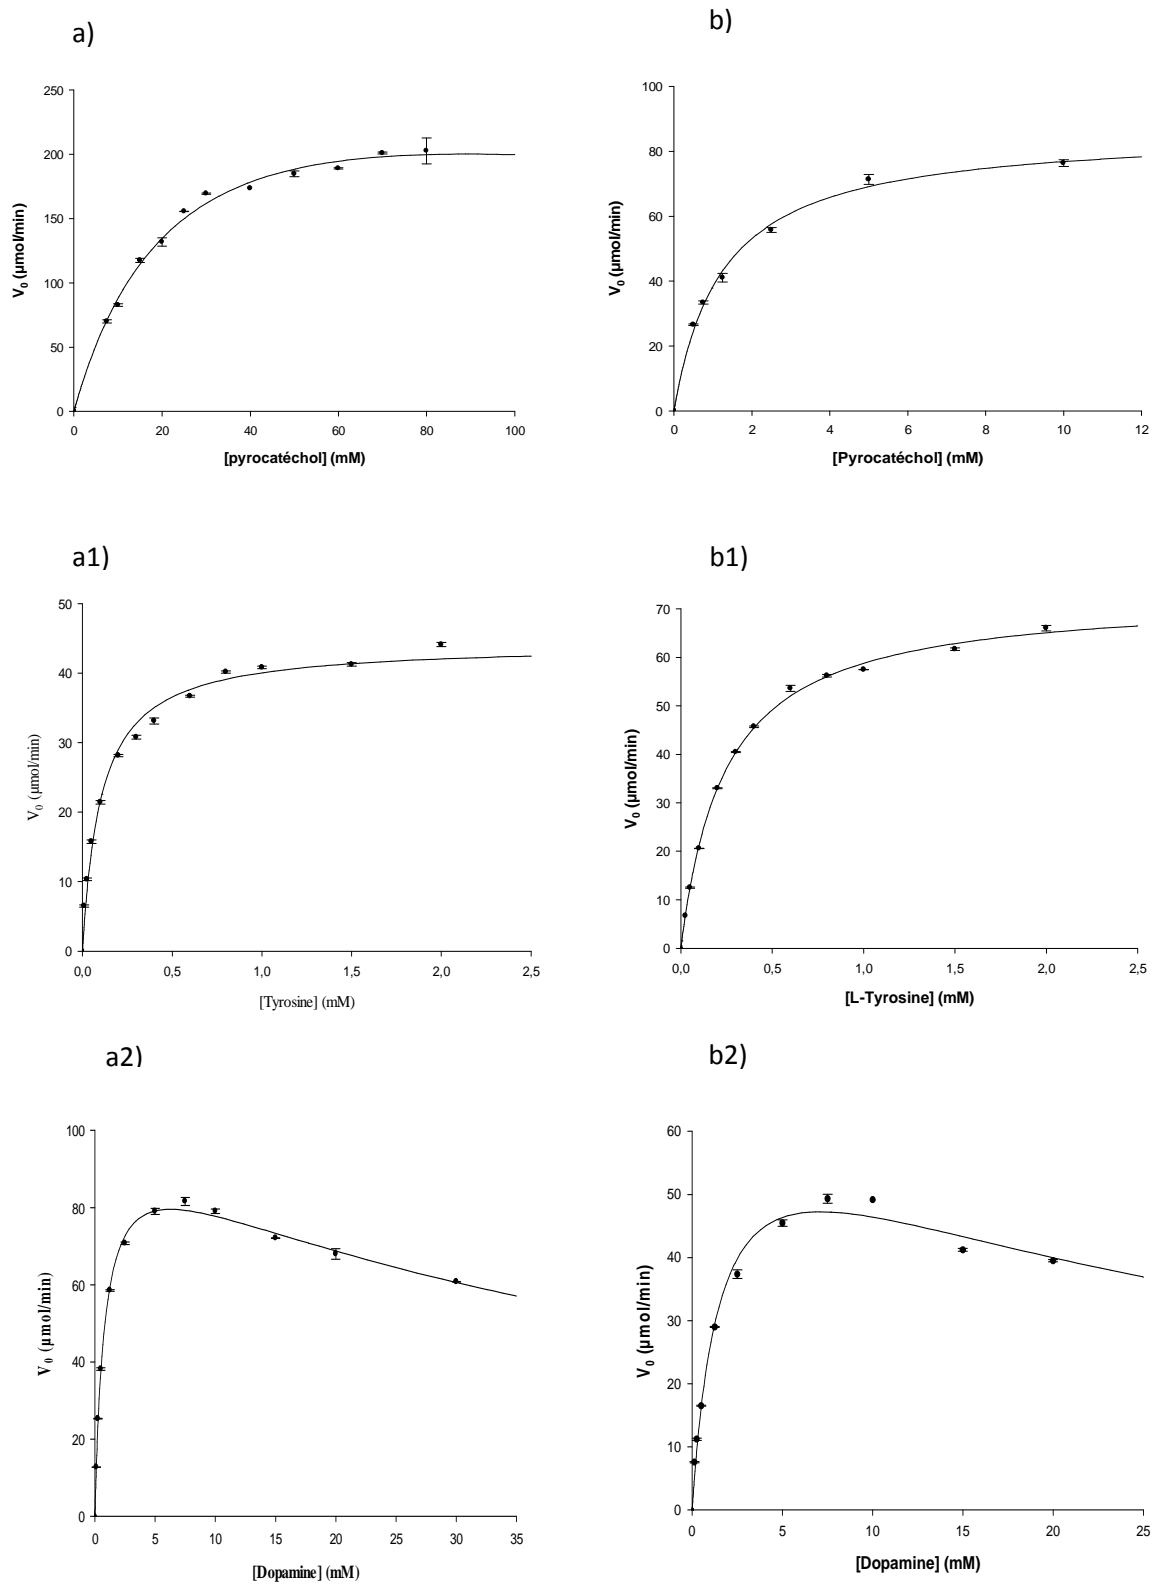 a)
b)
250
200
150
100
50
0
V₀ (µmol/min)
0 20 40 60 80 100
[pyrocatéchol] (mM)
100
80
60
40
20
0
V₀ (µmol/min)
0 2 4 6 8 10 12
[Pyrocatéchol] (mM)
a1)
b1)
50
40
30
20
10
0
V₀ (µmol/min)
0,0 0,5 1,0 1,5 2,0 2,5
[Tyrosine] (mM)
70
60
50
40
30
20
10
0
V₀ (µmol/min)
0,0 0,5 1,0 1,5 2,0 2,5
[L-Tyrosine] (mM)
a2)
b2)
100
80
60
40
20
0
V₀ (µmol/min)
0 5 10 15 20 25 30 35
[Dopamine] (mM)
60
50
40
30
20
10
0
V₀ (µmol/min)
0 5 10 15 20 25
[Dopamine] (mM)